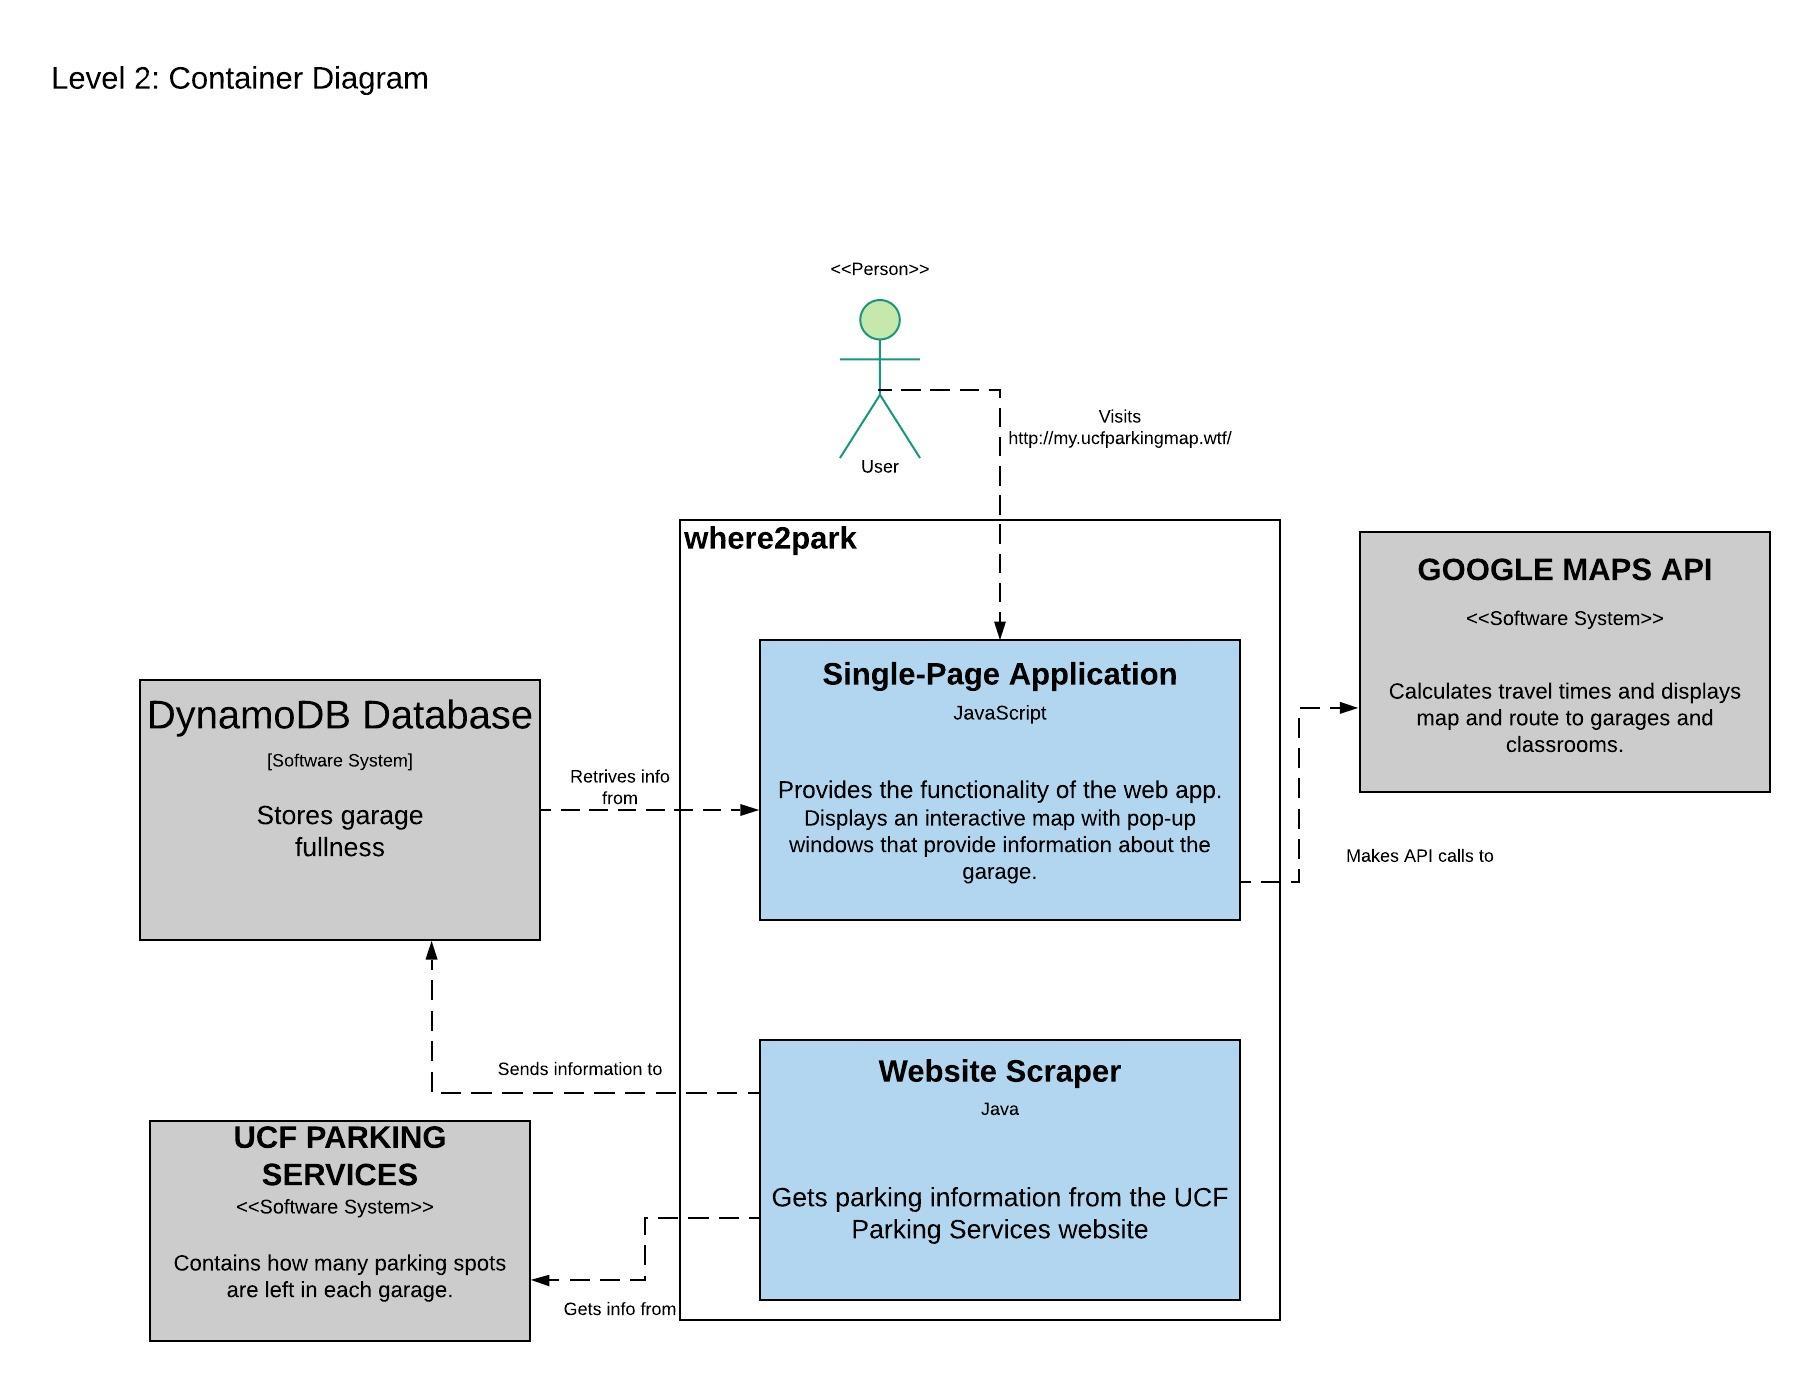 Level 2: Container Diagram
<<Person>>
User
Visits
http://my.ucfparkingmap.wtf/
where2park
GOOGLE MAPS API
<<Software System>>
Calculates travel times and displays
map and route to garages and
classrooms.
Single-Page Application
JavaScript
Provides the functionality of the web app.
Displays an interactive map with pop-up
windows that provide information about the
garage.
DynamoDB Database
[Software System]
Stores garage
fullness
Retrives info
from
Makes API calls to
Sends information to
Website Scraper
Java
Gets parking information from the UCF
Parking Services website
UCF PARKING
SERVICES
<<Software System>>
Contains how many parking spots
are left in each garage.
Gets info from